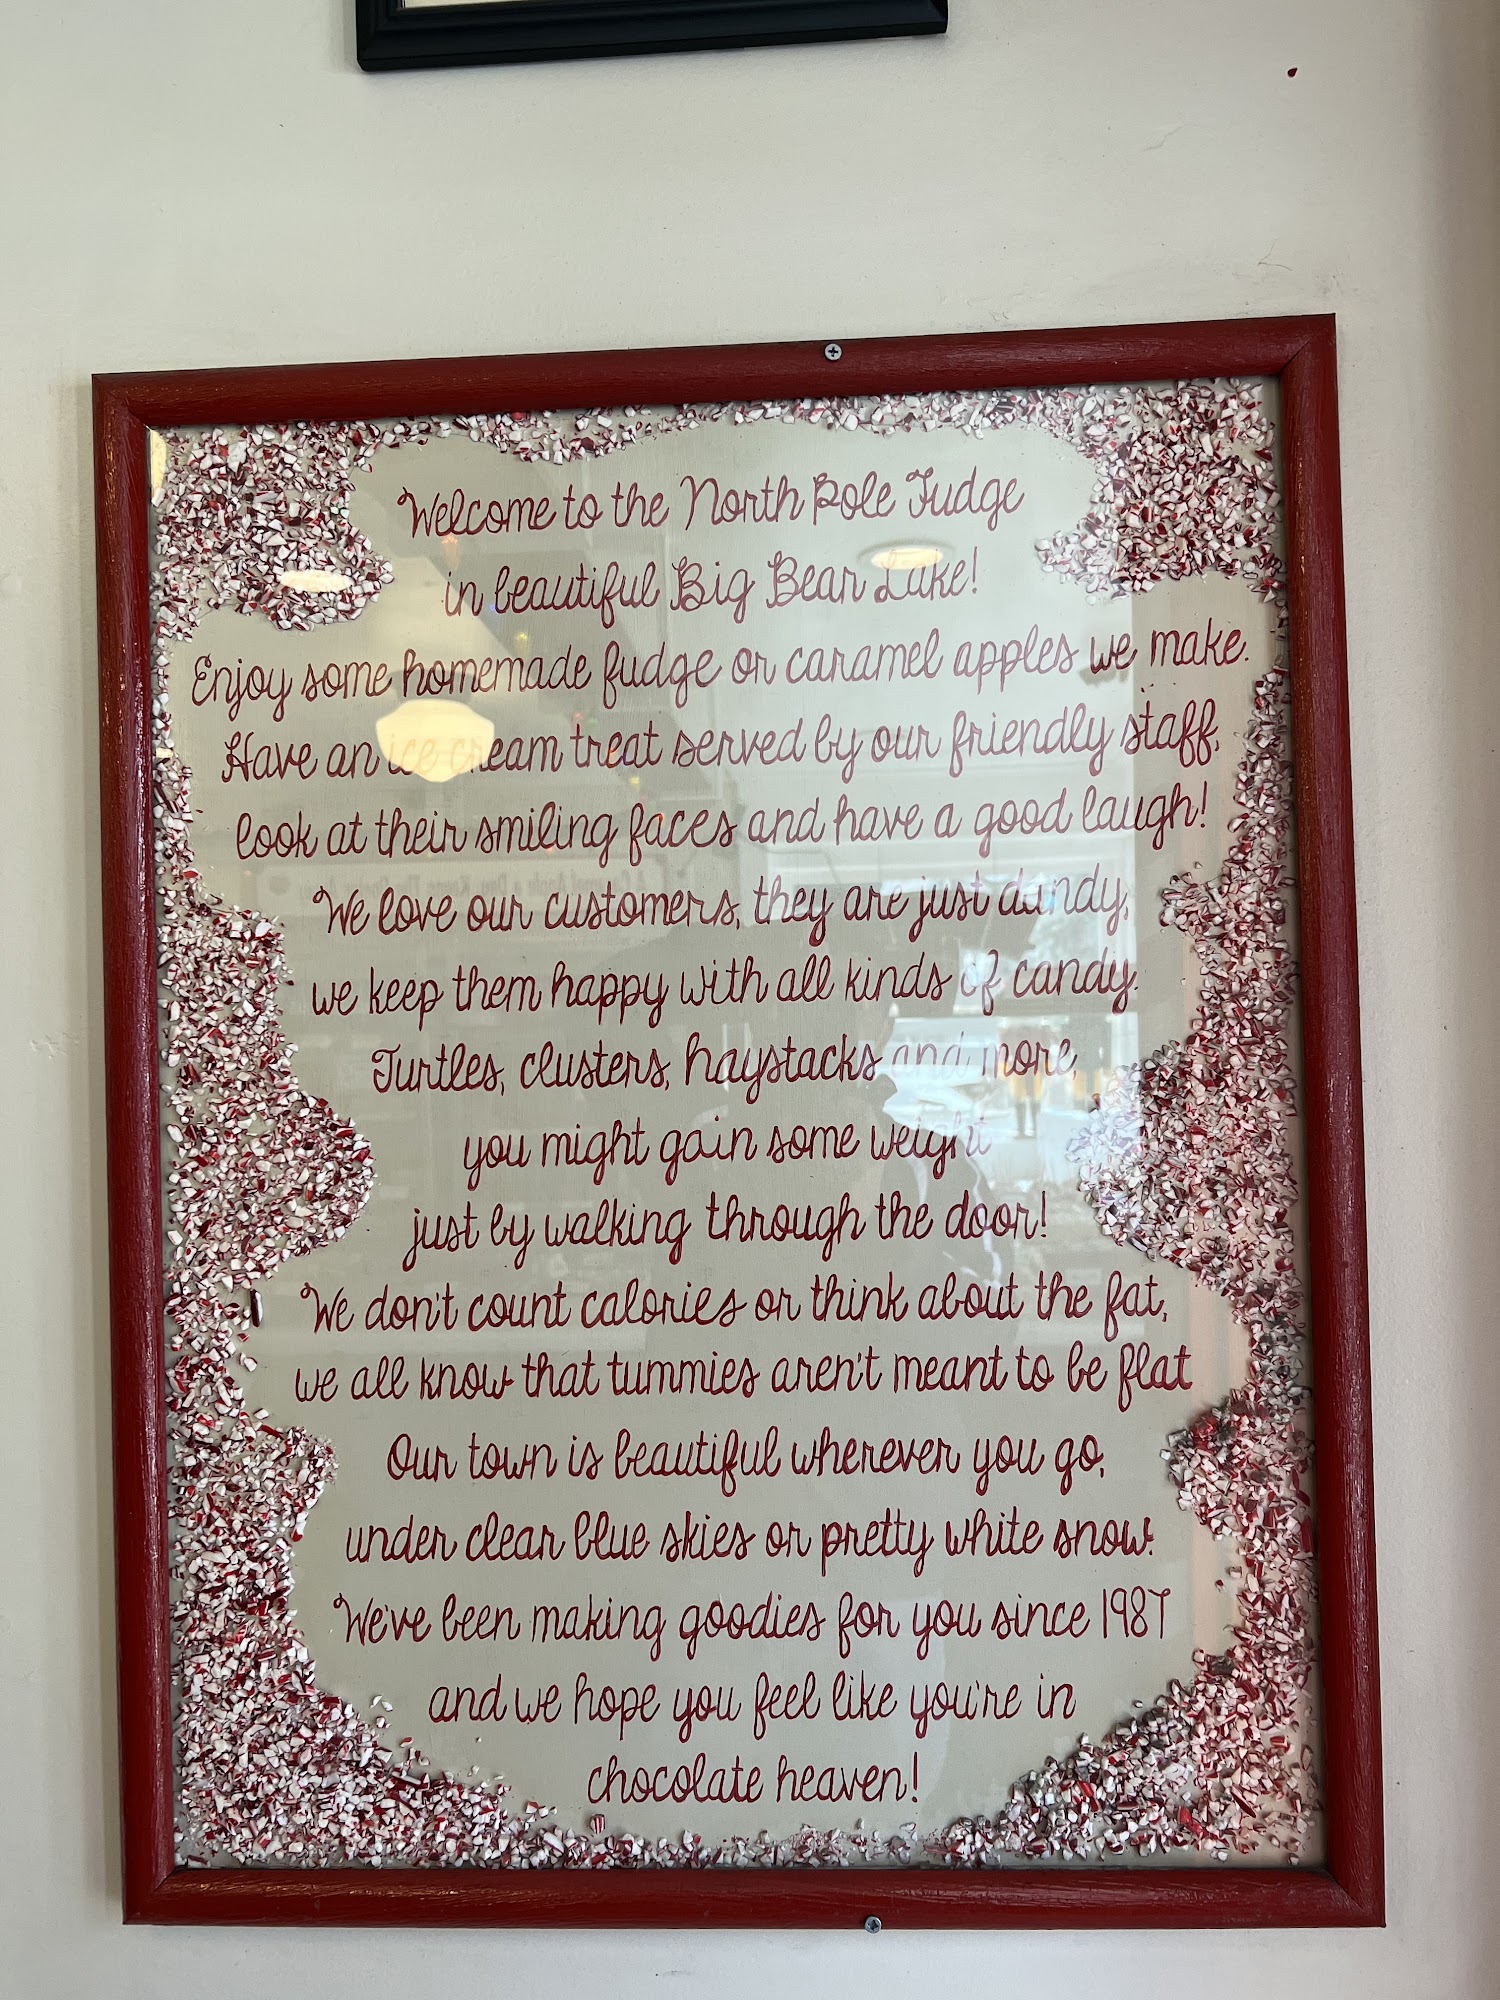 Welcome to the North Pole Fudge
in beautiful Big Bear Lake!
Enjoy some homemade fudge or caramel apples we make.
Have an ice cream treat served by our friendly staff,
look at their smiling faces and have a good laugh!
We love our customers, they are just dandy,
we keep them happy with all kinds of candy.
Turtles, clusters, haystacks and more,
you might gain some weight
just by walking through the door!
We don't count calories or think about the fat,
we all know that tummies aren't meant to be flat
Our town is beautiful wherever you go,
under clear blue skies or pretty white snow.
We've been making goodies for you since 1987
and we hope you feel like you're in
chocolate heaven!